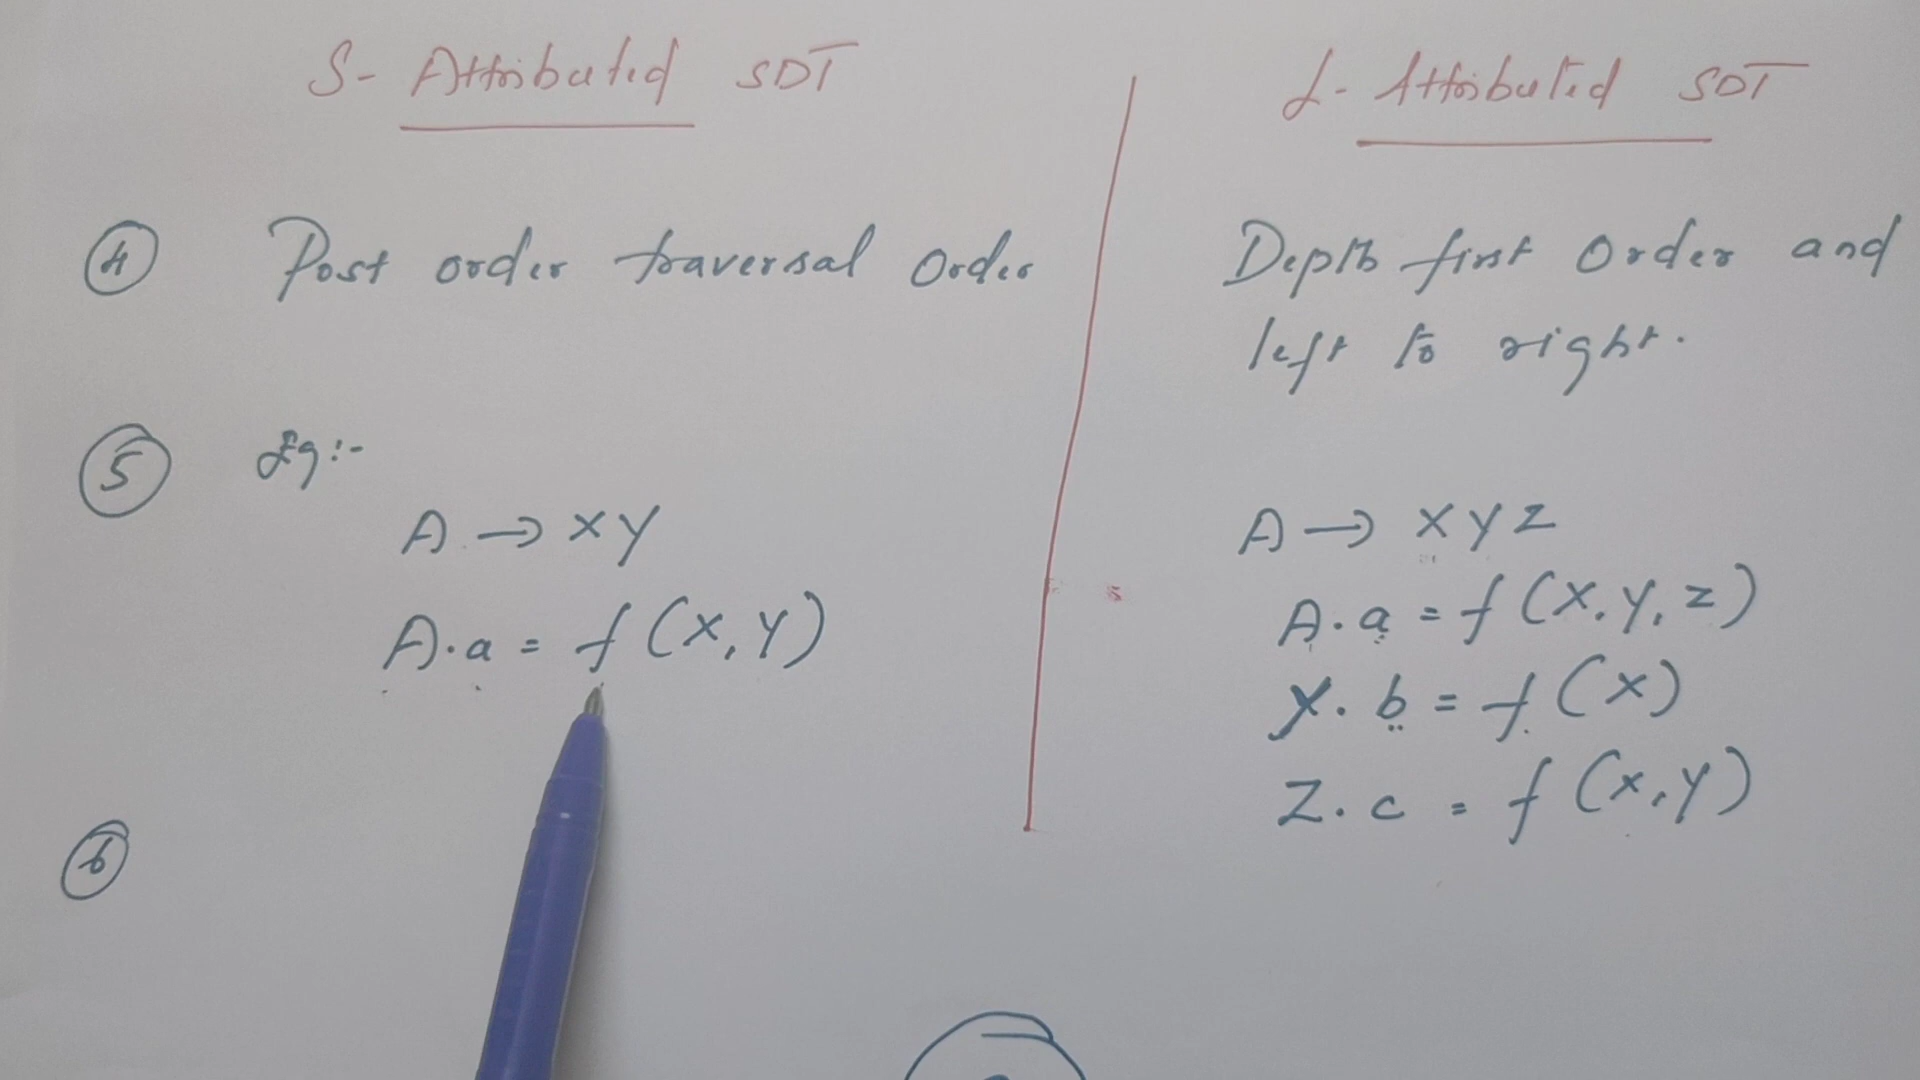 S- Attributed SDT
④ Post order traversal Order
⑤ Eg:-
A → XY
A.a = f(X,Y)
⑥
L- Attributed SDT
Depth first Order and
left to right.
A → XYZ
A.a = f(X,Y,Z)
Y.b = f(X)
Z.c = f(X,Y)